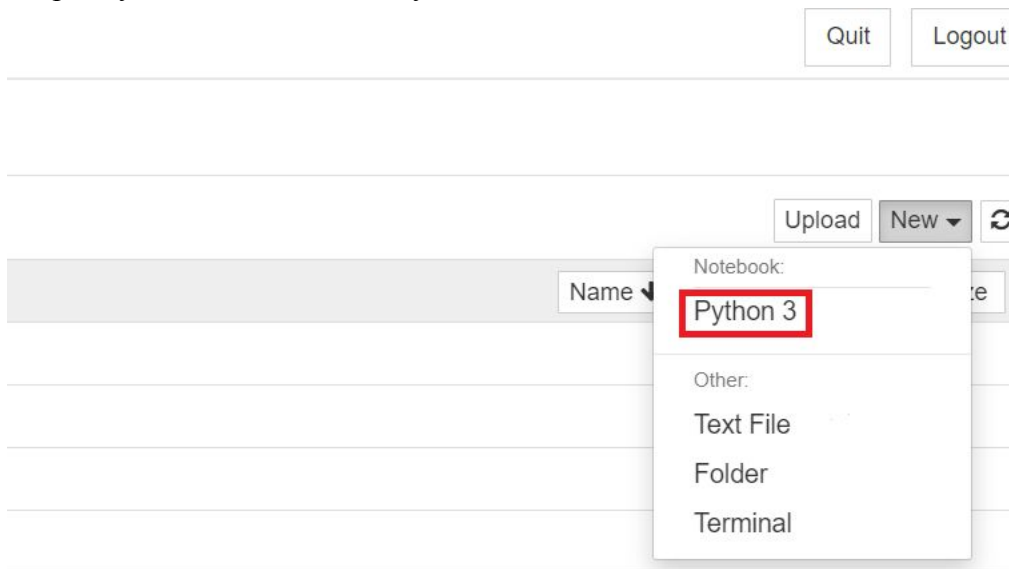 Quit Logout
Upload New
Notebook:
Name
Python 3
Other:
Text File
Folder
Terminal